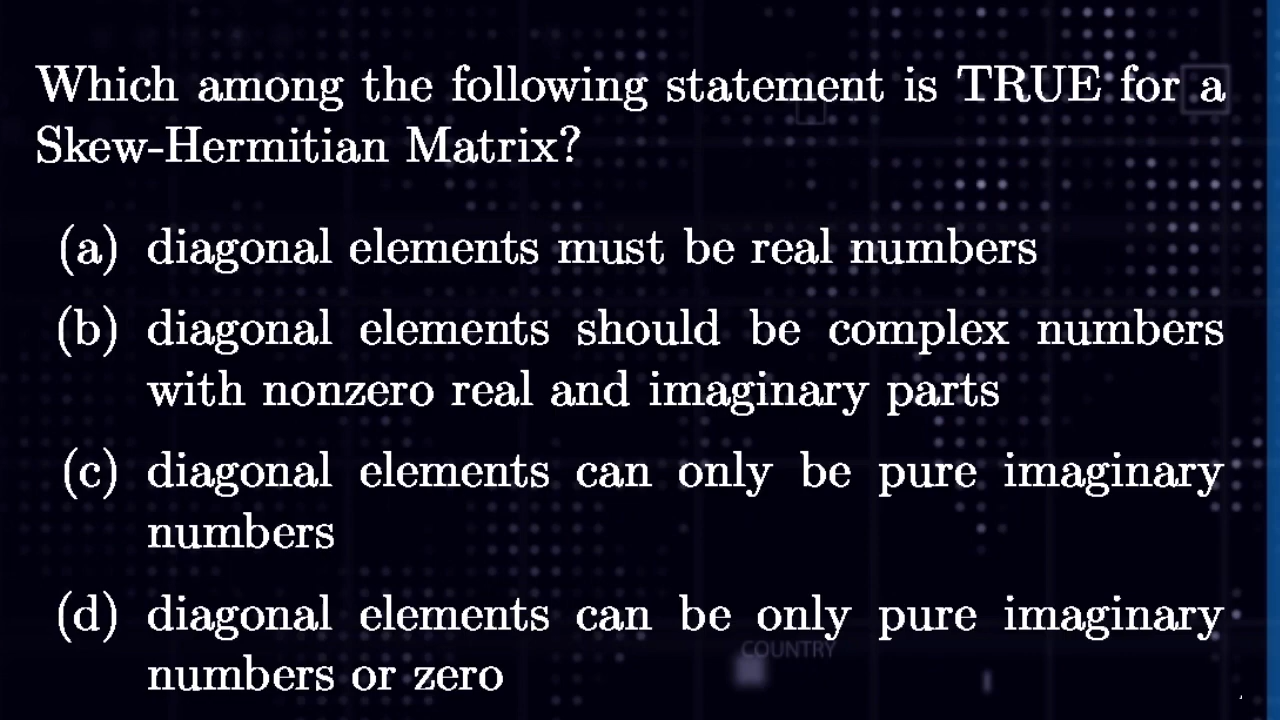 Which among the following statement is TRUE for a
Skew-Hermitian Matrix?
(a) diagonal elements must be real numbers
(b) diagonal elements should be complex numbers
with nonzero real and imaginary parts
(c) diagonal elements can only be pure imaginary
numbers
(d) diagonal elements can be only pure imaginary
numbers or zero
COUNTRY